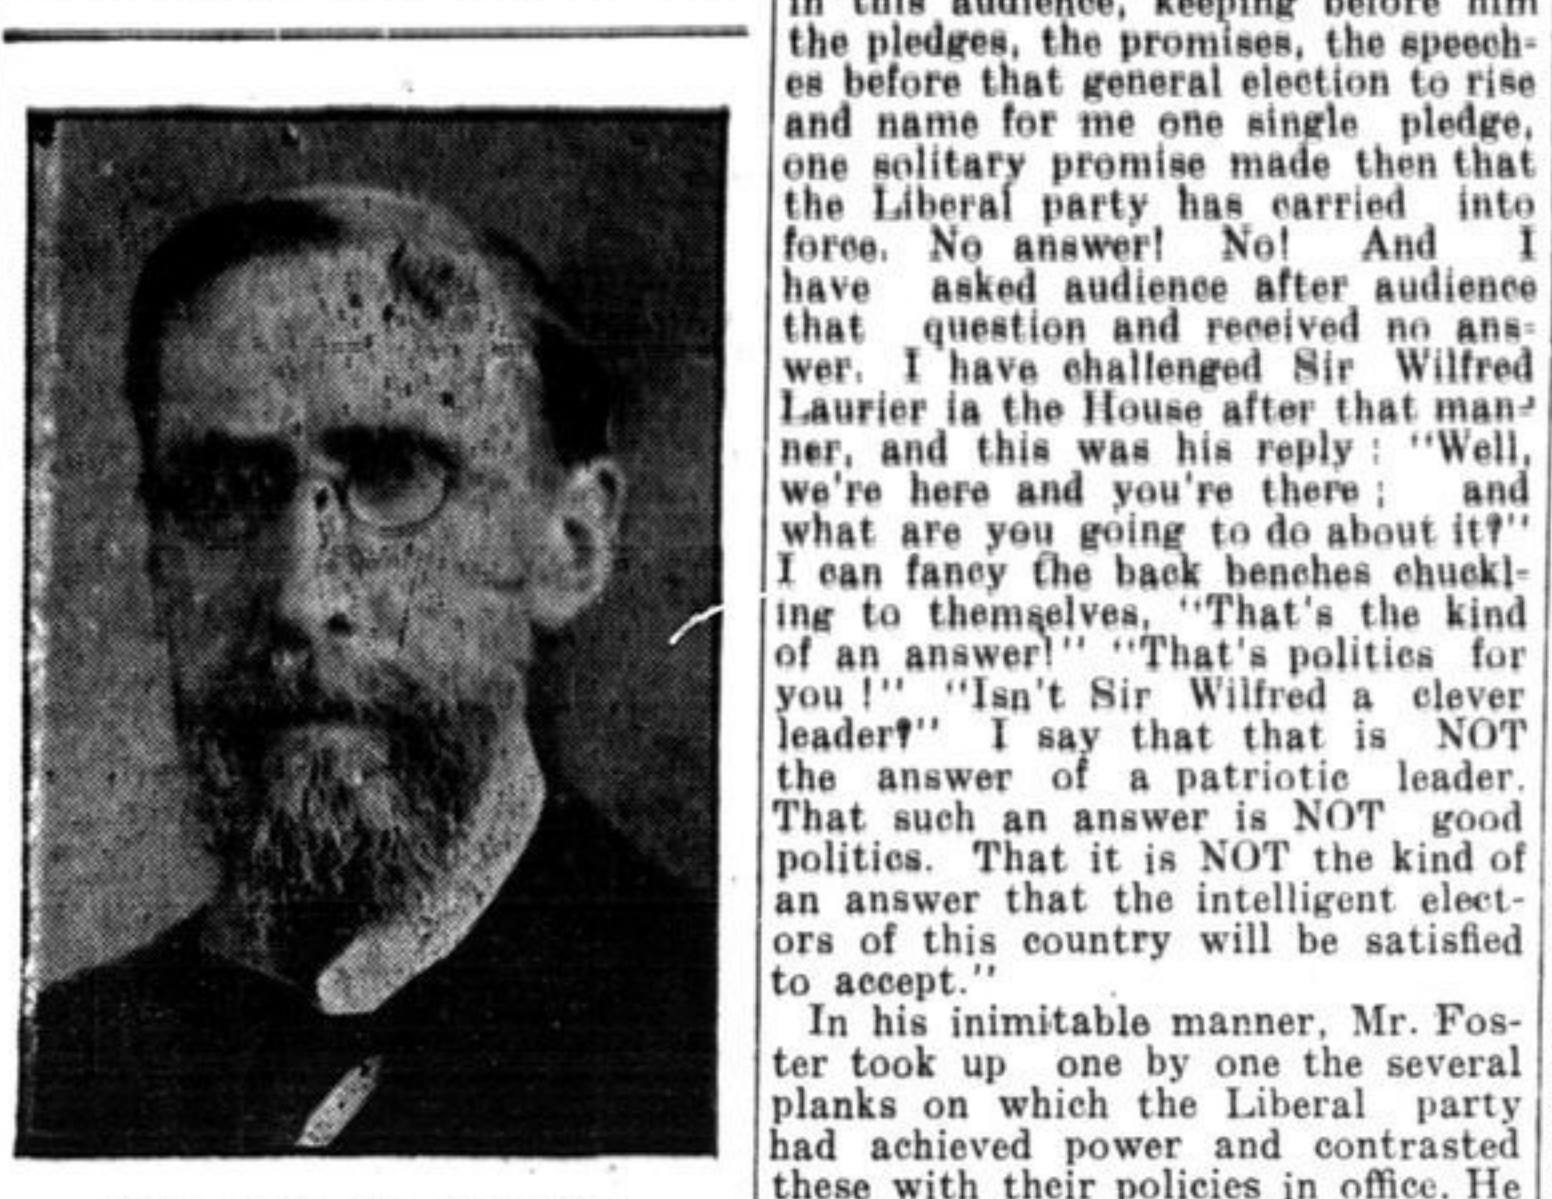 in this audience, keeping before him
the pledges, the promises, the speech-
es before that general election to rise
and name for me one single pledge,
one solitary promise made then that
the Liberal party has carried into
force. No answer! No! And I
have asked audience after audience
that question and received no ans-
wer. I have challenged Sir Wilfred
Laurier ia the House after that man-
ner, and this was his reply : "Well,
we're here and you're there ; and
what are you going to do about it?"
I can fancy the back benches chuckl-
ing to themselves, "That's the kind
of an answer!" "That's politics for
you !" "Isn't Sir Wilfred a clever
leader?" I say that that is NOT
the answer of a patriotic leader.
That such an answer is NOT good
politics. That it is NOT the kind of
an answer that the intelligent elect-
ors of this country will be satisfied
to accept."
In his inimitable manner, Mr. Fos-
ter took up one by one the several
planks on which the Liberal party
had achieved power and contrasted
these with their policies in office. He